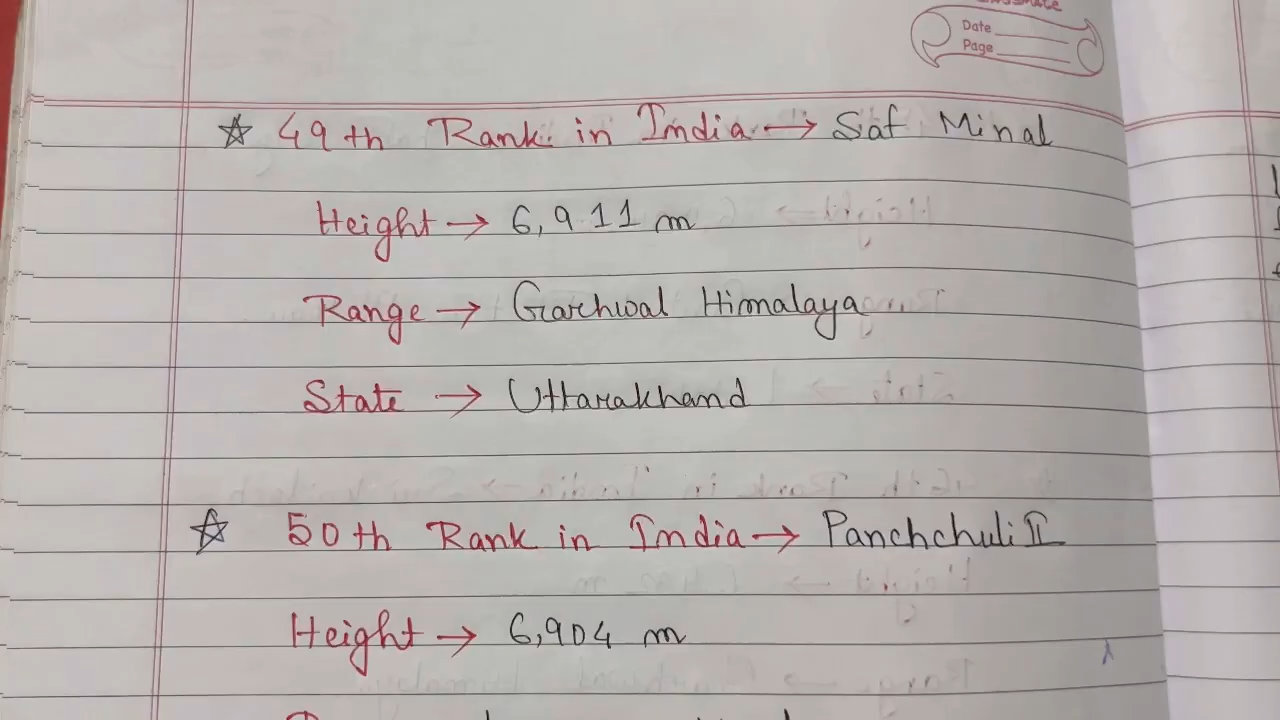 Date
Page
☆ 49th Rank in India → Saf Minal
Height → 6,911 m
Range → Garhwal Himalaya
State → Uttarakhand
☆ 50th Rank in India → Panchchuli II
Height → 6,904 m